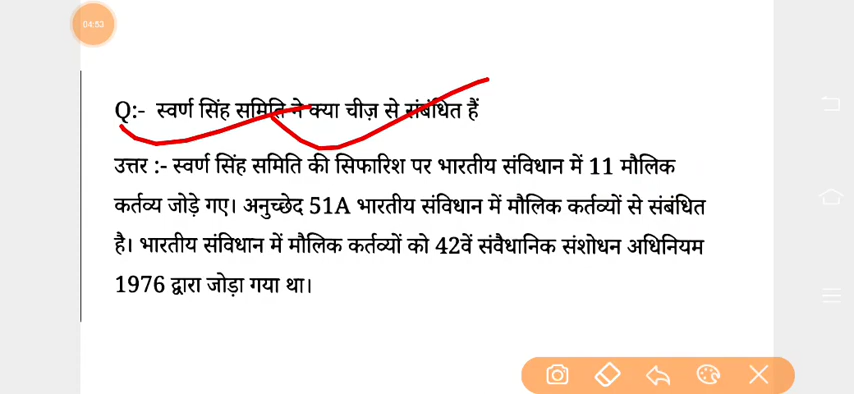 04:53
Q:- स्वर्ण सिंह समिति ने क्या चीज़ से संबंधित हैं
उत्तर :- स्वर्ण सिंह समिति की सिफारिश पर भारतीय संविधान में 11 मौलिक
कर्तव्य जोड़े गए। अनुच्छेद 51A भारतीय संविधान में मौलिक कर्तव्यों से संबंधित
है। भारतीय संविधान में मौलिक कर्तव्यों को 42वें संवैधानिक संशोधन अधिनियम
1976 द्वारा जोड़ा गया था।